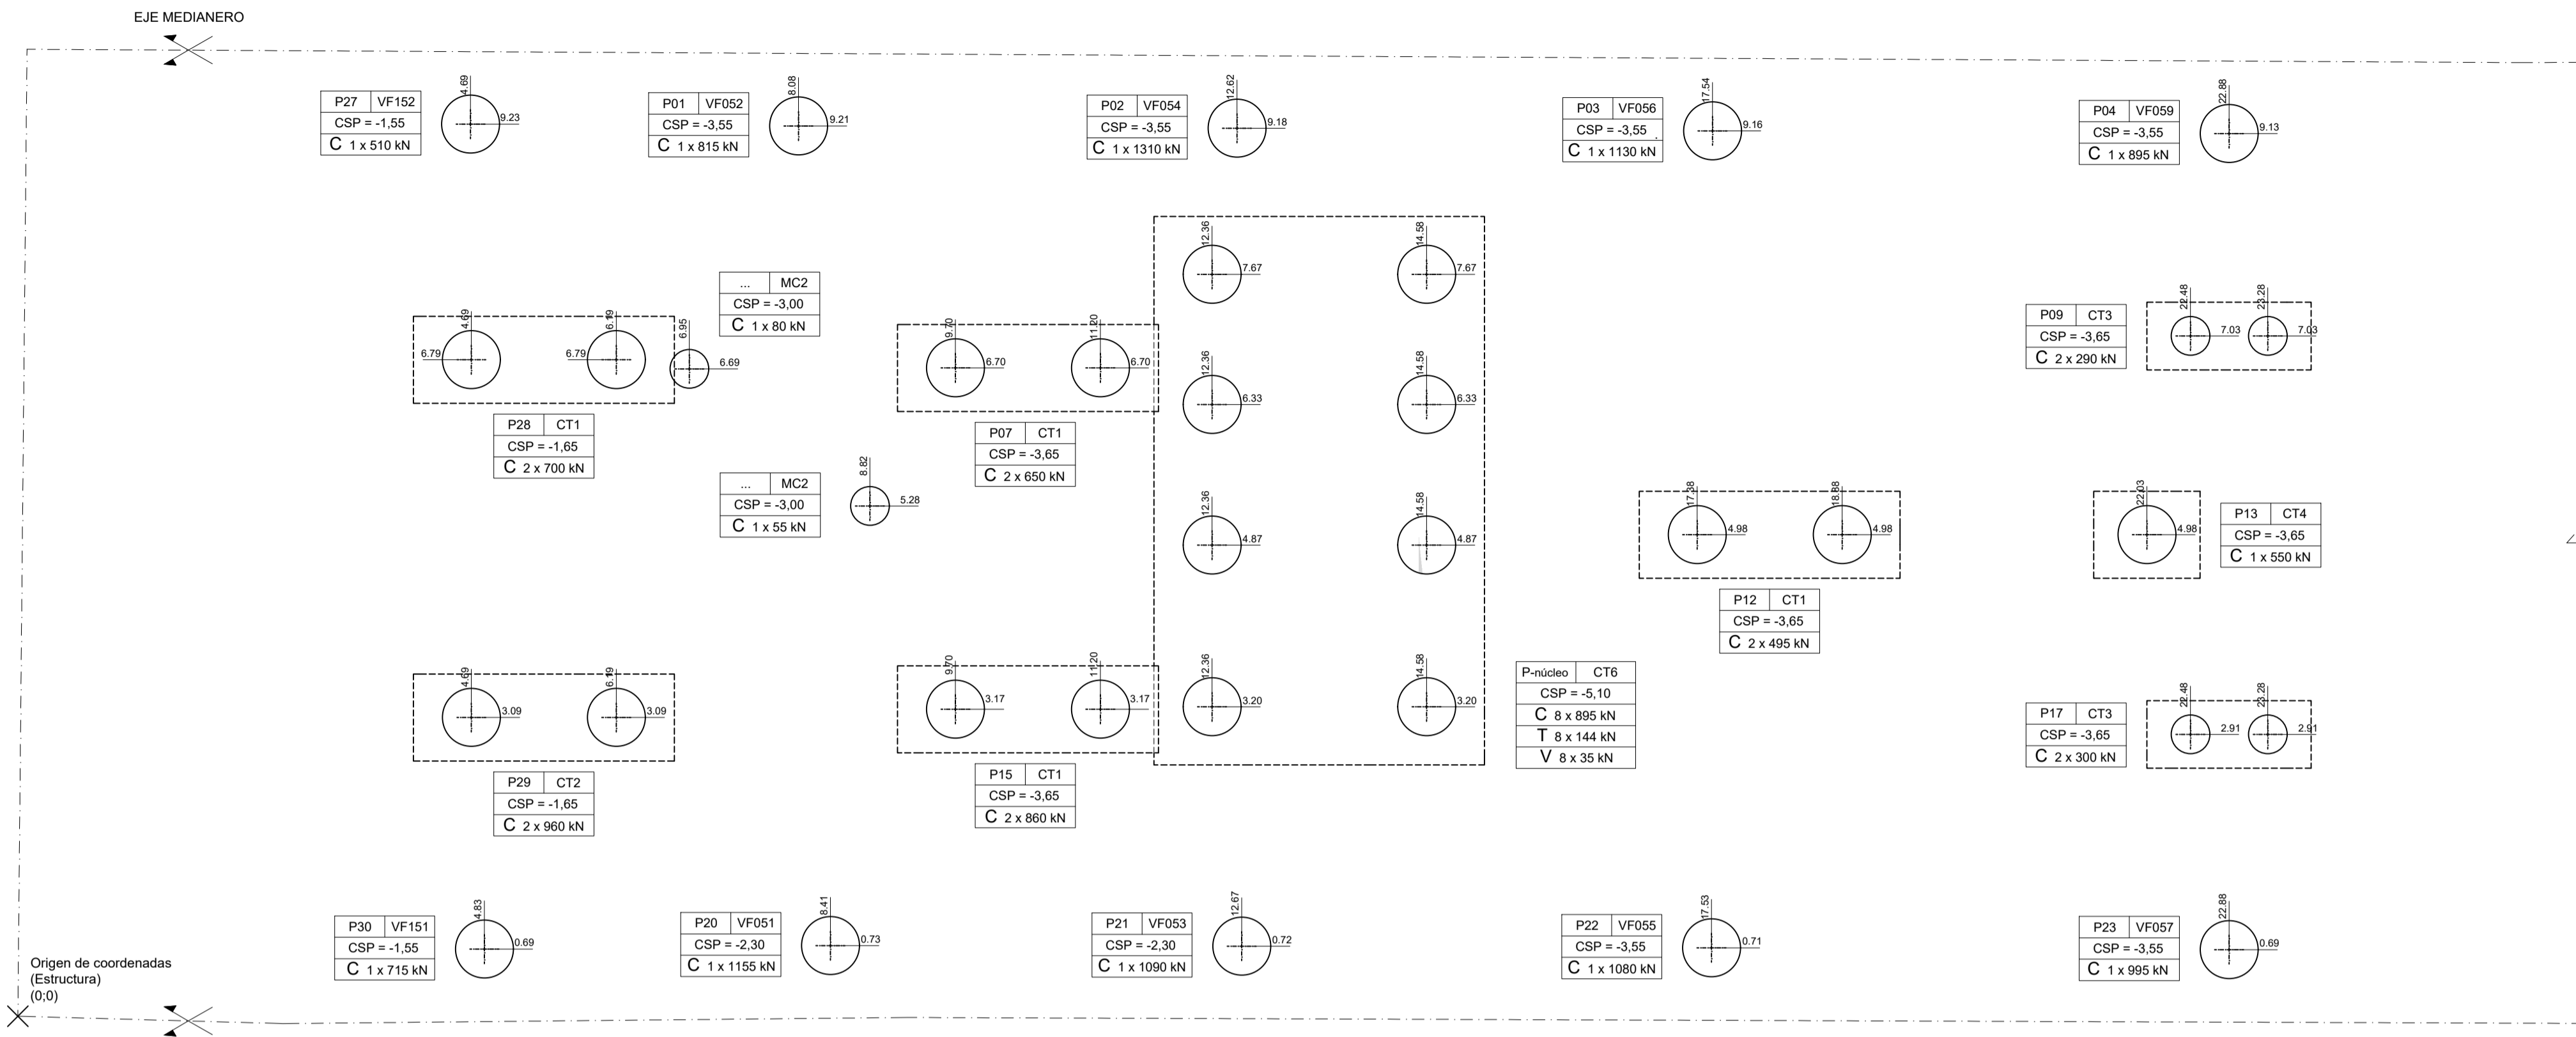 EJE MEDIANERO
P27 VF152
CSP = -1,55
C 1 x 510 kN
4.69
9.23
P01 VF052
CSP = -3,55
C 1 x 815 kN
8.08
9.21
P02 VF054
CSP = -3,55
C 1 x 1310 kN
12.62
9.18
P03 VF056
CSP = -3,55
C 1 x 1130 kN
17.54
9.16
P04 VF059
CSP = -3,55
C 1 x 895 kN
22.88
9.13
4.69
6.79
6.19
6.79
P28 CT1
CSP = -1,65
C 2 x 700 kN
... MC2
CSP = -3,00
C 1 x 80 kN
6.95
6.69
9.70
6.70
11.20
6.70
P07 CT1
CSP = -3,65
C 2 x 650 kN
... MC2
CSP = -3,00
C 1 x 55 kN
8.82
5.28
12.36
7.67
14.58
7.67
12.36
6.33
14.58
6.33
12.36
4.87
14.58
4.87
12.36
3.20
14.58
3.20
P09 CT3
CSP = -3,65
C 2 x 290 kN
22.48
7.03
23.28
7.03
17.38
4.98
18.88
4.98
P12 CT1
CSP = -3,65
C 2 x 495 kN
22.03
4.98
P13 CT4
CSP = -3,65
C 1 x 550 kN
4.69
3.09
6.19
3.09
P29 CT2
CSP = -1,65
C 2 x 960 kN
9.70
3.17
11.20
3.17
P15 CT1
CSP = -3,65
C 2 x 860 kN
P-núcleo CT6
CSP = -5,10
C 8 x 895 kN
T 8 x 144 kN
V 8 x 35 kN
P17 CT3
CSP = -3,65
C 2 x 300 kN
22.48
2.91
23.28
2.91
P30 VF151
CSP = -1,55
C 1 x 715 kN
4.83
0.69
P20 VF051
CSP = -2,30
C 1 x 1155 kN
8.41
0.73
P21 VF053
CSP = -2,30
C 1 x 1090 kN
12.67
0.72
P22 VF055
CSP = -3,55
C 1 x 1080 kN
17.53
0.71
P23 VF057
CSP = -3,55
C 1 x 995 kN
22.88
0.69
Origen de coordenadas
(Estructura)
(0;0)